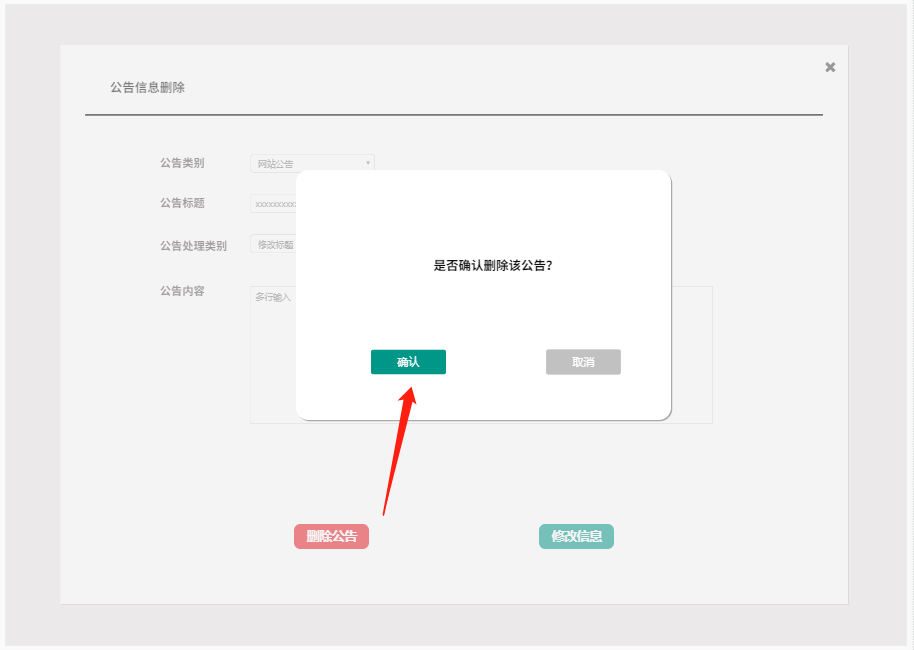 公告信息删除
公告类别
网站公告
公告标题
xxxxxxxxx
公告处理类别
修改标题
公告内容
多行输入
是否确认删除该公告?
确认
取消
删除公告
修改信息